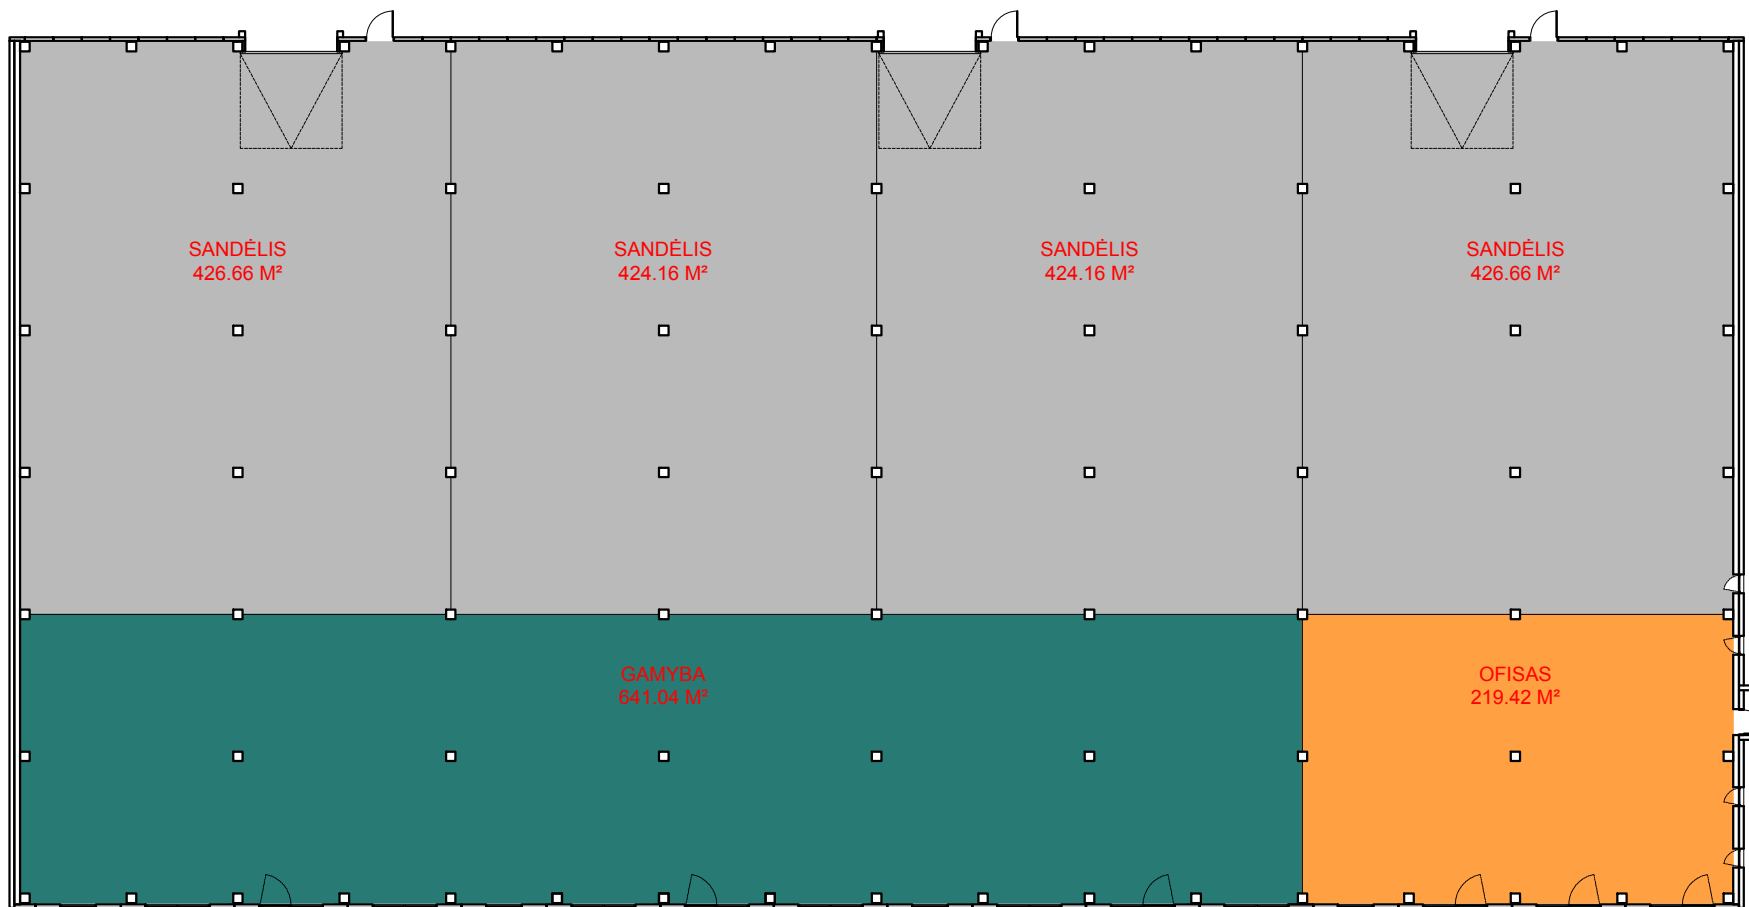 SANDĖLIS
426.66 M²
SANDĖLIS
424.16 M²
SANDĖLIS
424.16 M²
SANDĖLIS
426.66 M²
GAMYBA
641.04 M²
OFISAS
219.42 M²